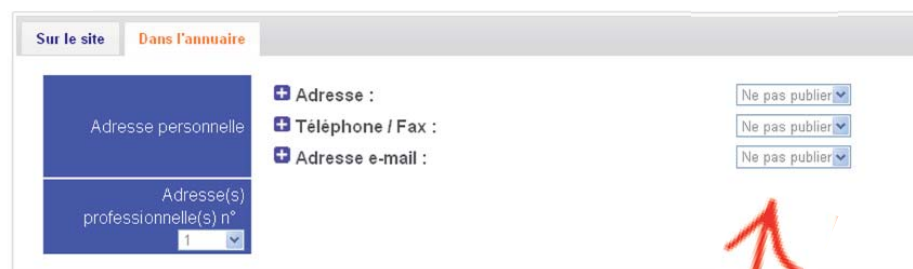 Sur le site Dans l'annuaire
Adresse personnelle
Adresse :
Ne pas publier
Téléphone / Fax :
Ne pas publier
Adresse e-mail :
Ne pas publier
Adresse(s)
professionnelle(s) n°
1